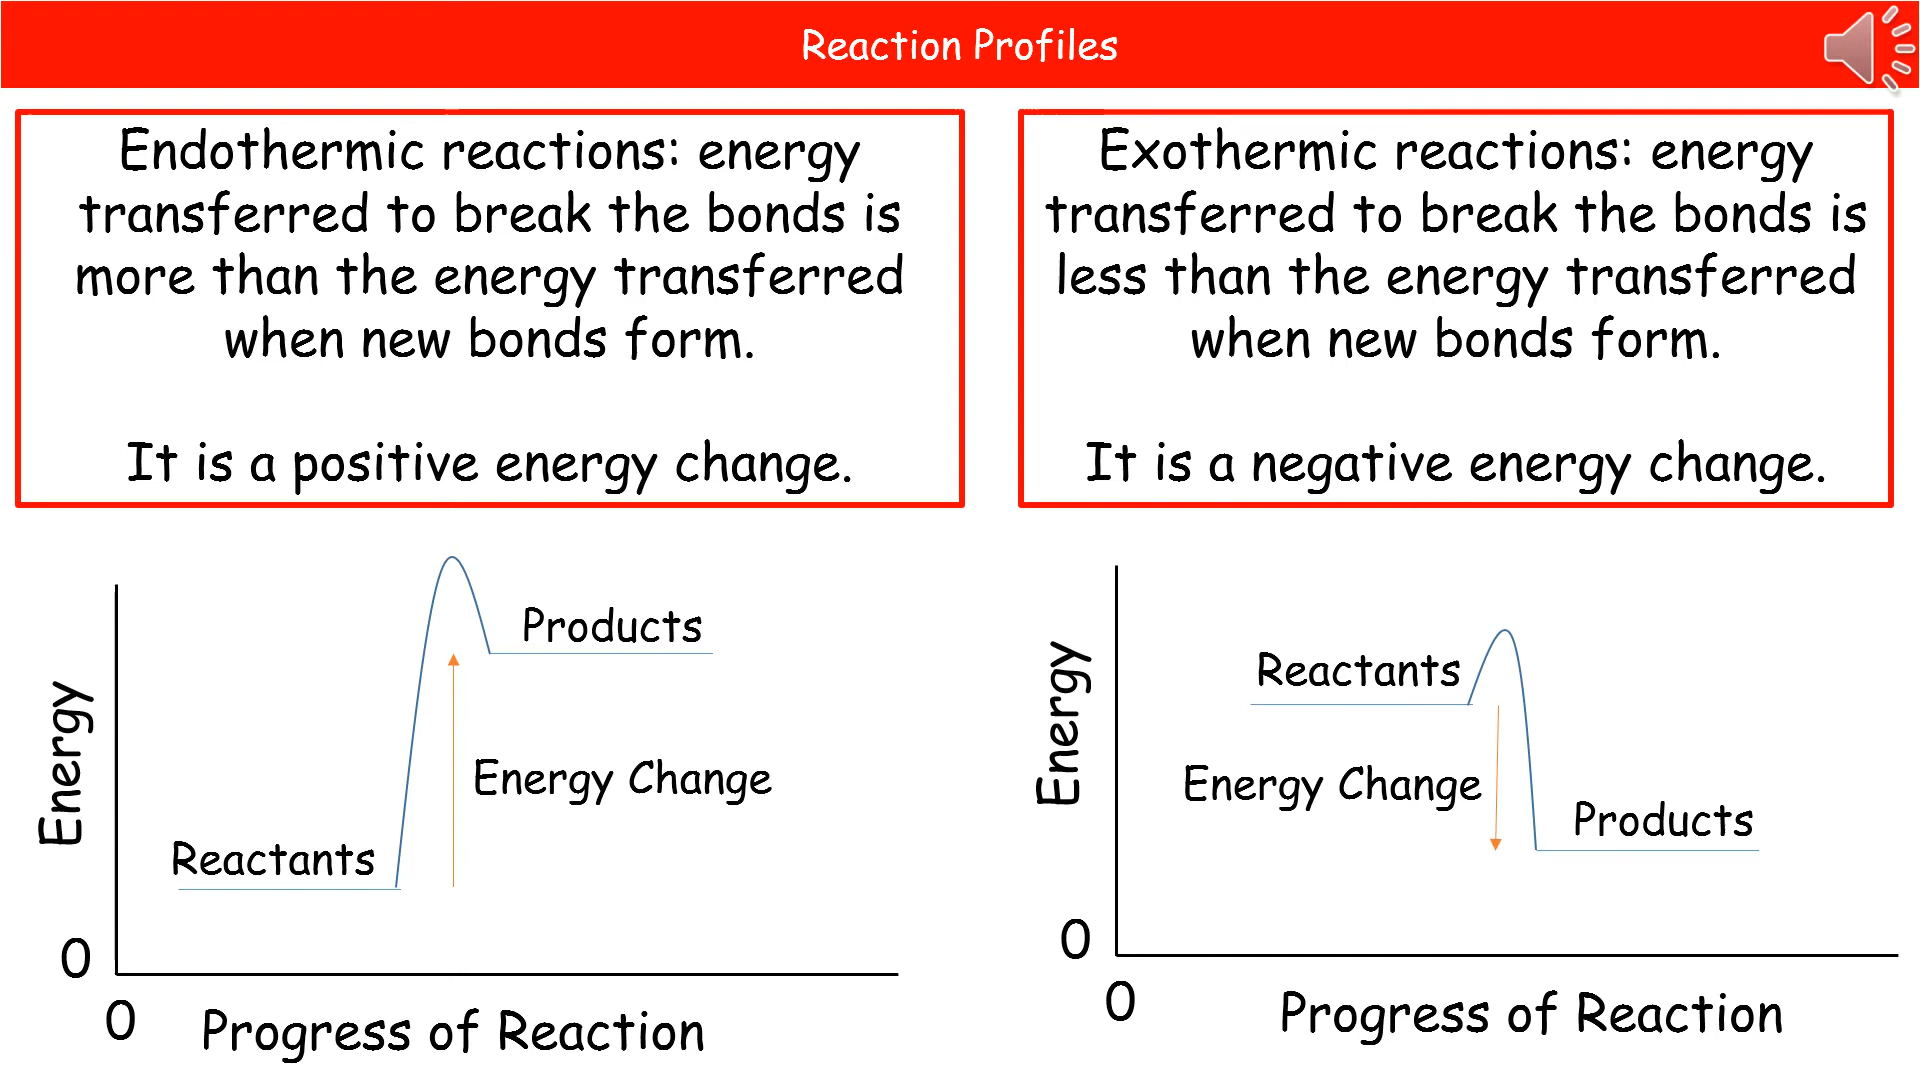 Reaction Profiles
Endothermic reactions: energy
transferred to break the bonds is
more than the energy transferred
when new bonds form.
It is a positive energy change.
Exothermic reactions: energy
transferred to break the bonds is
less than the energy transferred
when new bonds form.
It is a negative energy change.
Energy
Products
Energy Change
Reactants
0
0
Progress of Reaction
Energy
Reactants
Energy Change
Products
0
0
Progress of Reaction